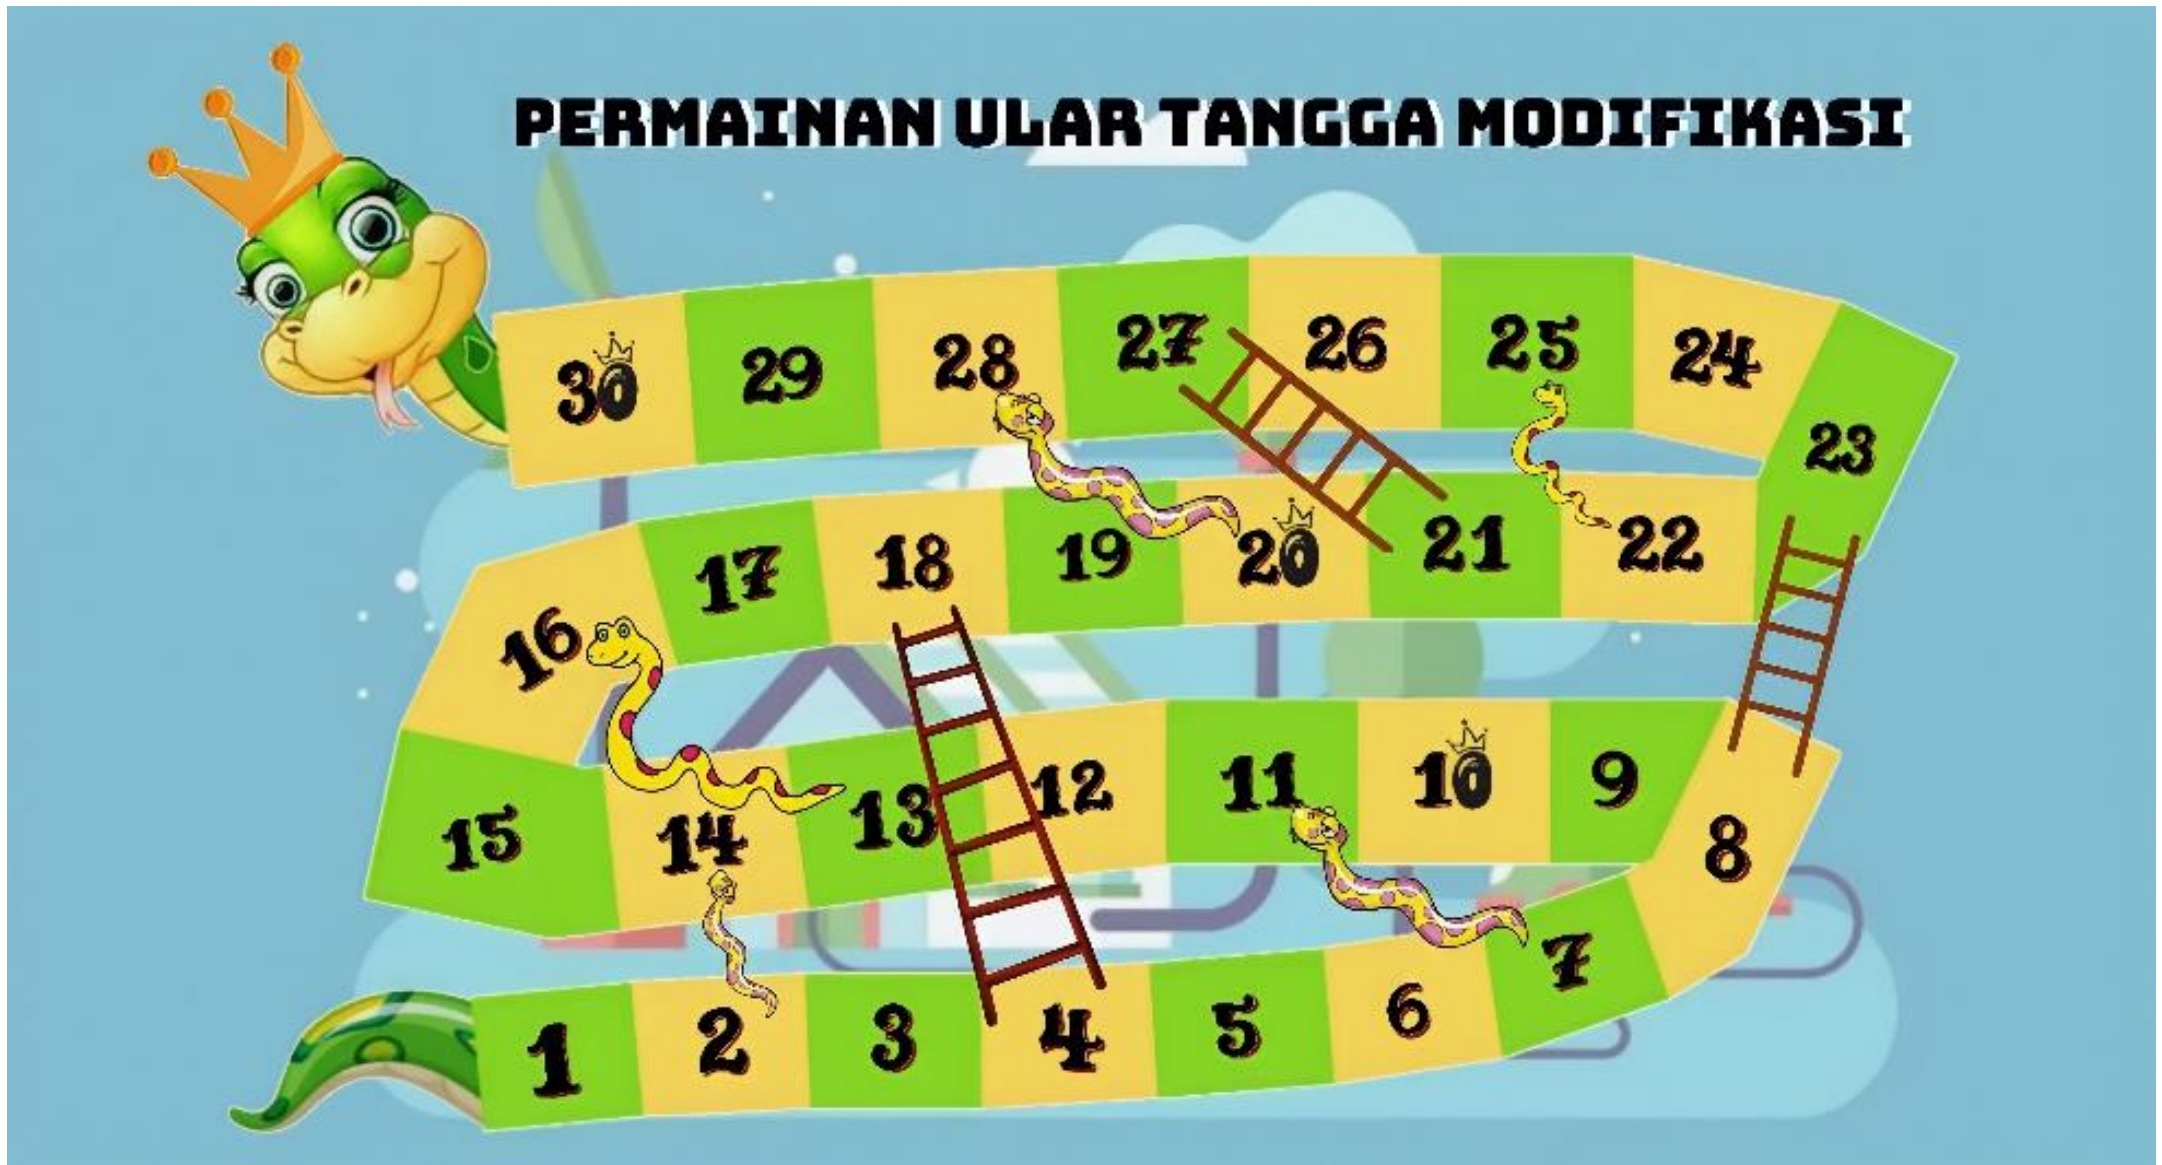 PERMAINAN ULAR TANGGA MODIFIKASI
30 29 28 27 26 25 24
23
16 17 18 19 20 21 22
15 14 13 12 11 10 9 8
1 2 3 4 5 6 7